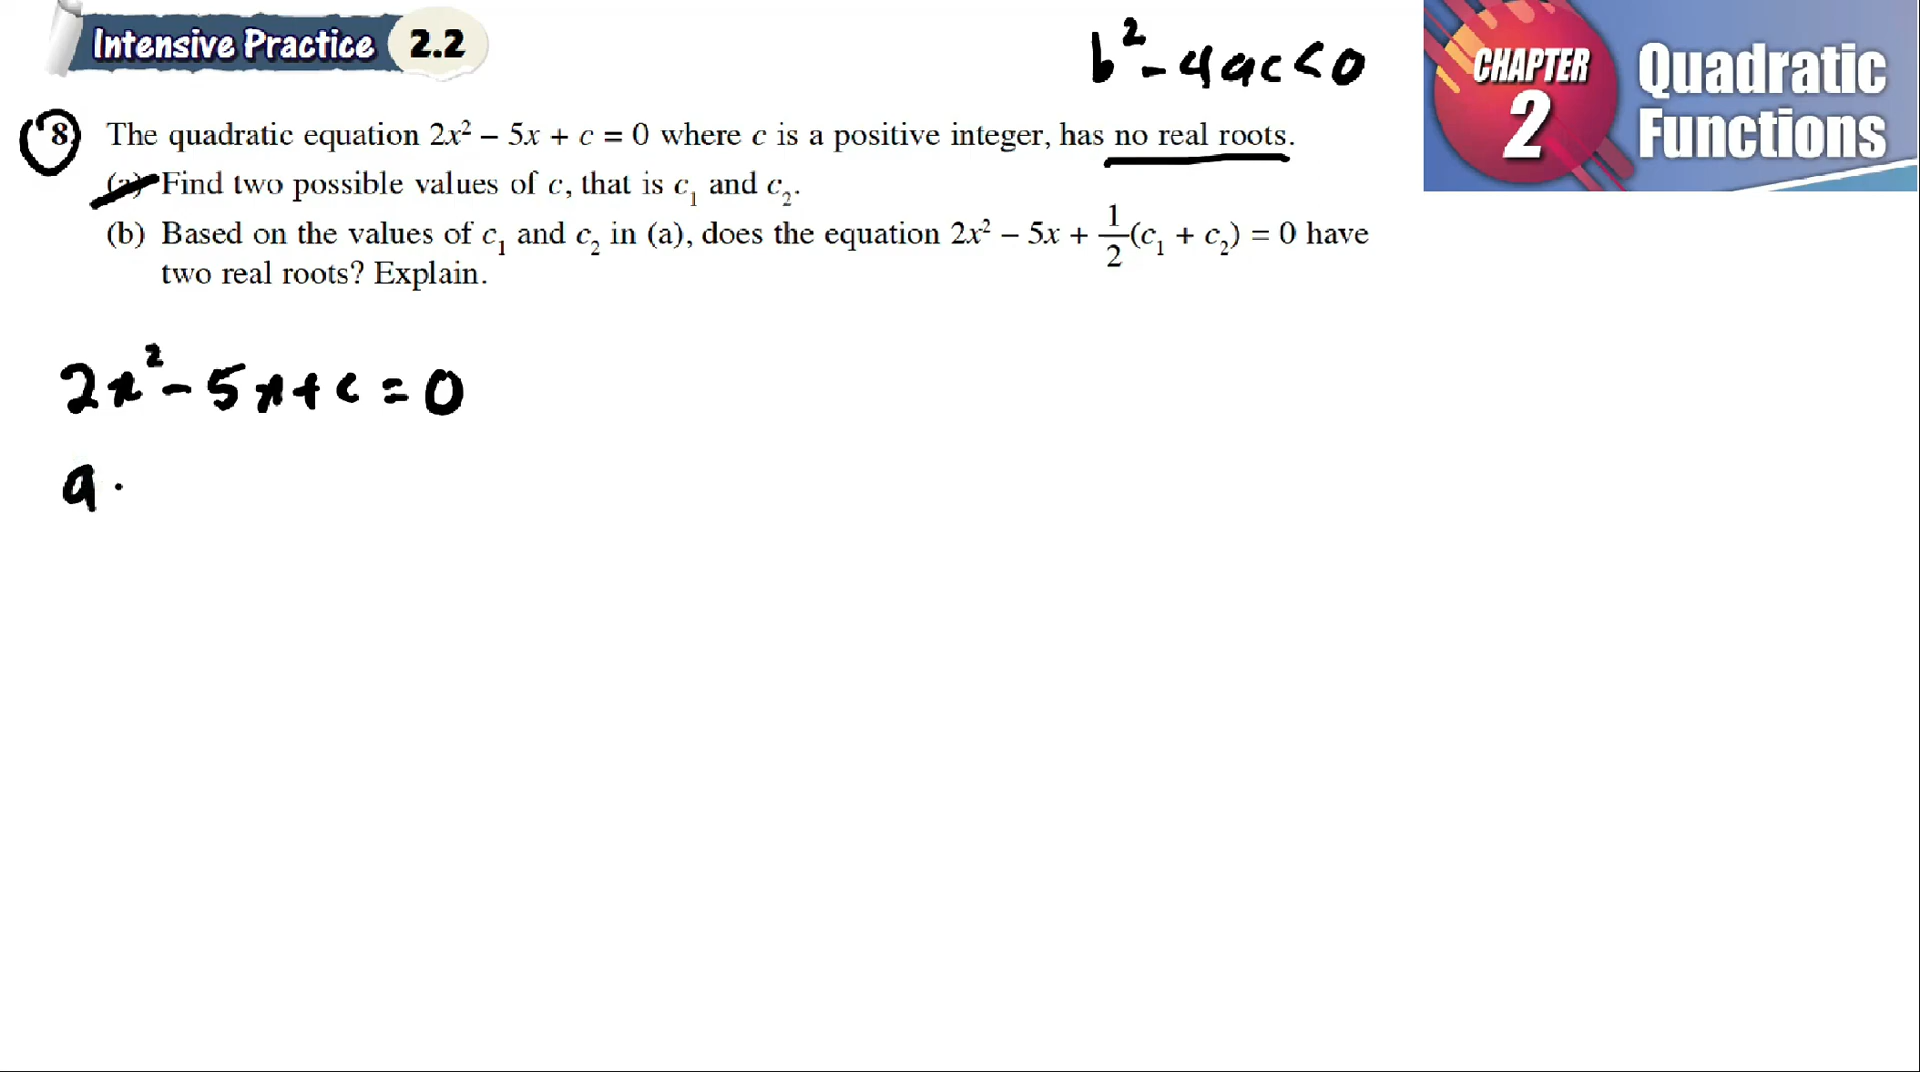 Intensive Practice 2.2
b² - 4ac < 0
CHAPTER 2 Quadratic Functions
8. The quadratic equation 2x² – 5x + c = 0 where c is a positive integer, has no real roots.
(a) Find two possible values of c, that is c₁ and c₂.
(b) Based on the values of c₁ and c₂ in (a), does the equation 2x² – 5x + 1/2(c₁ + c₂) = 0 have
two real roots? Explain.
2x² - 5x + c = 0
a ·